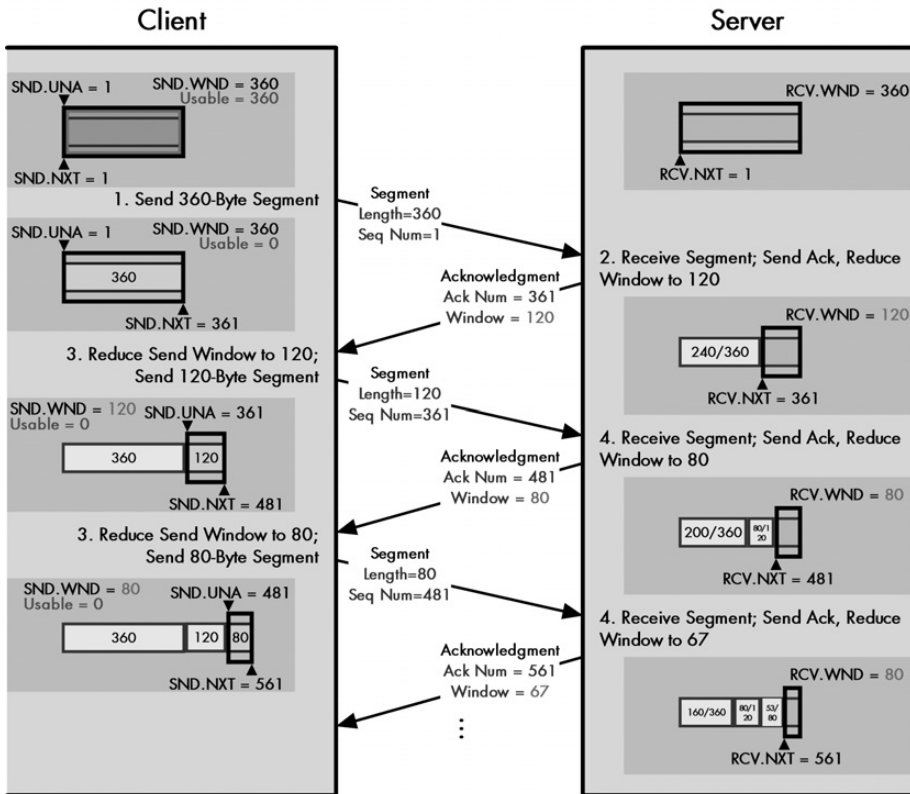 Client
Server
SND.UNA = 1
SND.WND = 360
Usable = 360
SND.NXT = 1
RCV.WND = 360
RCV.NXT = 1
1. Send 360-Byte Segment
Segment
Length=360
Seq Num=1
SND.UNA = 1
SND.WND = 360
Usable = 0
360
SND.NXT = 361
2. Receive Segment; Send Ack, Reduce
Window to 120
Acknowledgment
Ack Num = 361
Window = 120
RCV.WND = 120
240/360
RCV.NXT = 361
3. Reduce Send Window to 120;
Send 120-Byte Segment
Segment
Length=120
Seq Num=361
SND.WND = 120
Usable = 0
SND.UNA = 361
360
120
SND.NXT = 481
4. Receive Segment; Send Ack, Reduce
Window to 80
Acknowledgment
Ack Num = 481
Window = 80
RCV.WND = 80
200/360
80/1
20
RCV.NXT = 481
3. Reduce Send Window to 80;
Send 80-Byte Segment
Segment
Length=80
Seq Num=481
SND.WND = 80
Usable = 0
SND.UNA = 481
360
120
80
SND.NXT = 561
4. Receive Segment; Send Ack, Reduce
Window to 67
Acknowledgment
Ack Num = 561
Window = 67
RCV.WND = 80
160/360
80/1
20
53/
80
RCV.NXT = 561